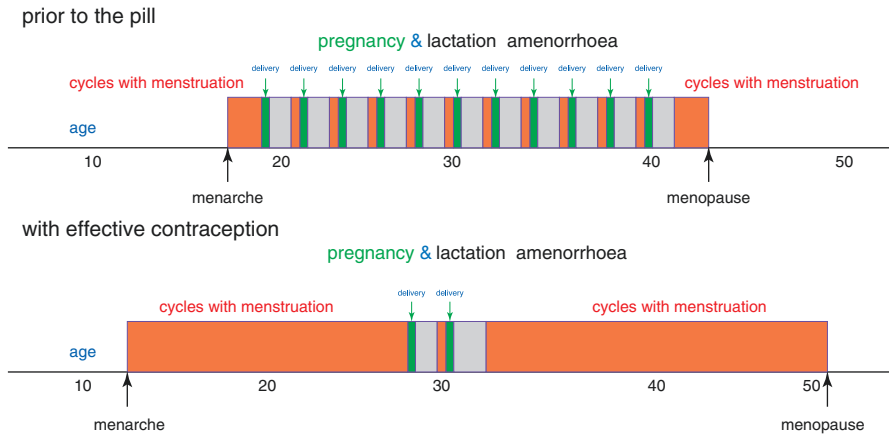 prior to the pill
pregnancy & lactation amenorrhoea
delivery delivery delivery delivery delivery delivery delivery delivery delivery delivery delivery
cycles with menstruation cycles with menstruation
age
10 20 30 40 50
menarche menopause
with effective contraception
pregnancy & lactation amenorrhoea
delivery delivery
cycles with menstruation cycles with menstruation
age
10 20 30 40 50
menarche menopause